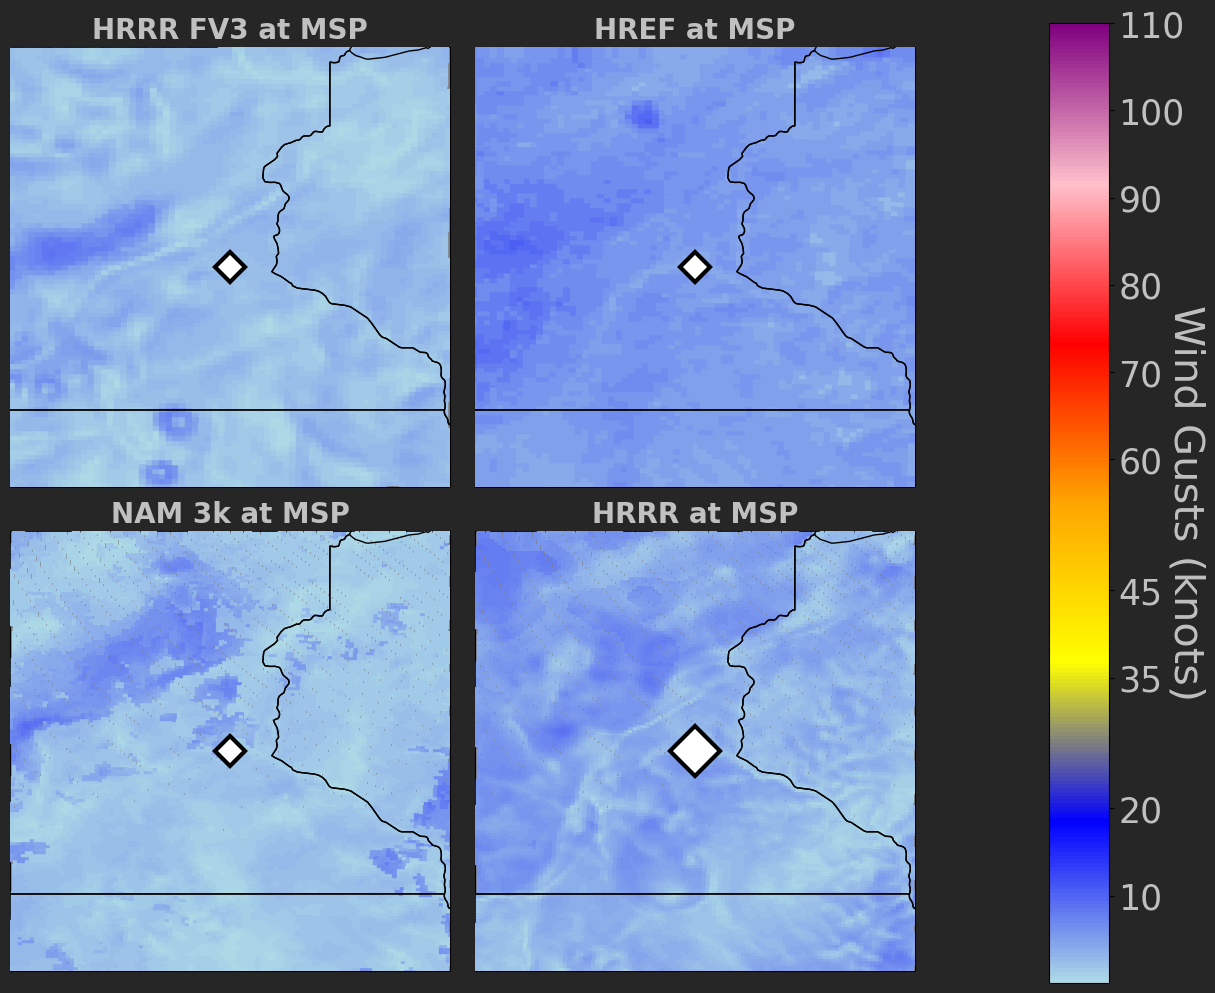 HRRR FV3 at MSP
HREF at MSP
NAM 3k at MSP
HRRR at MSP
110
100
90
80
70
60
45
35
20
10
Wind Gusts (knots)